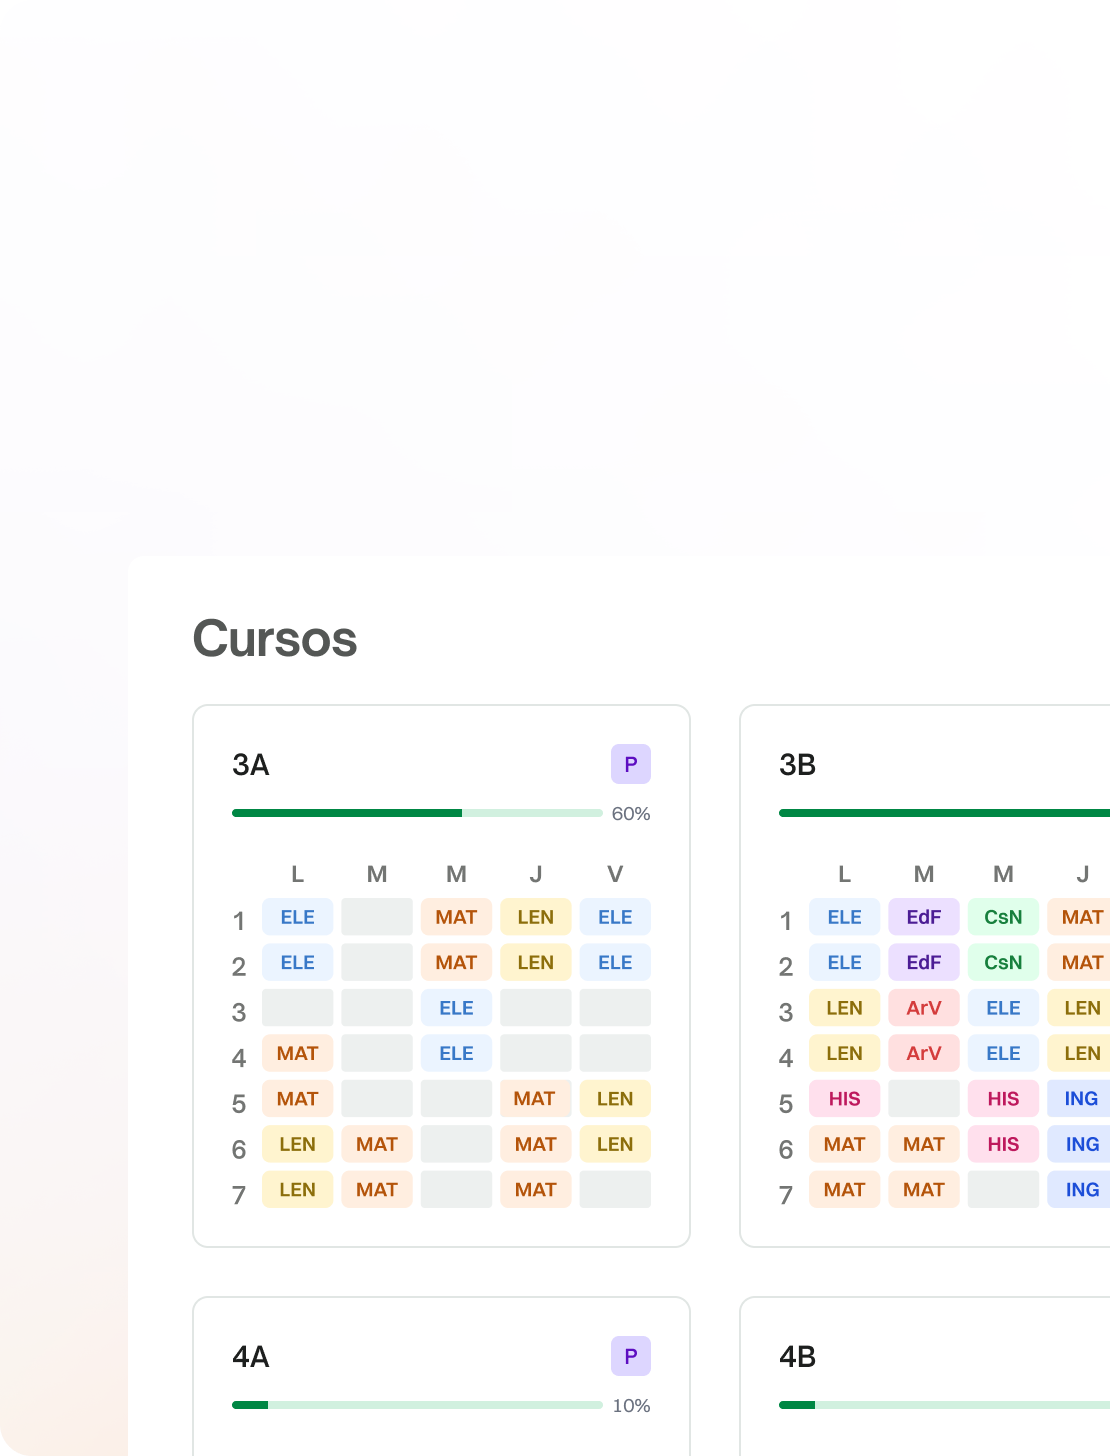 Cursos
3A P
60%
L M M J V
1 ELE MAT LEN ELE
2 ELE MAT LEN ELE
3 ELE
4 MAT ELE
5 MAT MAT LEN
6 LEN MAT MAT LEN
7 LEN MAT MAT
3B
L M M J
1 ELE EdF CsN MAT
2 ELE EdF CsN MAT
3 LEN ArV ELE LEN
4 LEN ArV ELE LEN
5 HIS HIS ING
6 MAT MAT HIS ING
7 MAT MAT ING
4A P
10%
4B